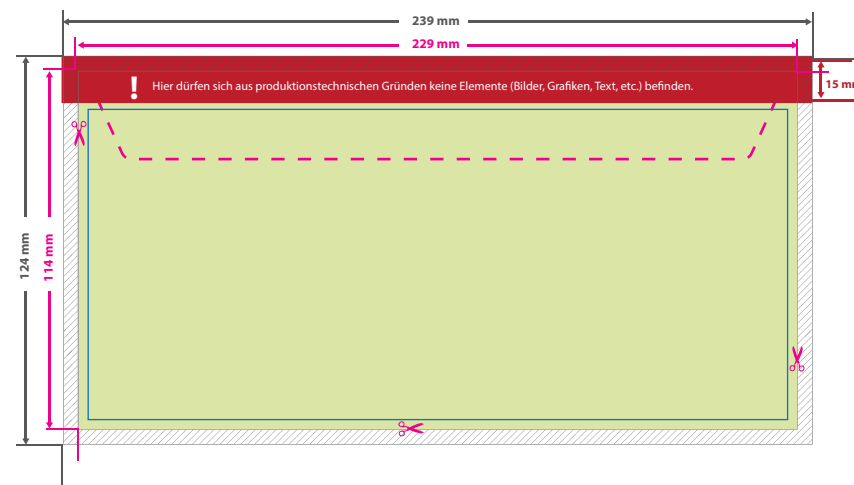 239 mm
229 mm
! Hier dürfen sich aus produktionstechnischen Gründen keine Elemente (Bilder, Grafiken, Text, etc.) befinden.
15 mm
124 mm
114 mm